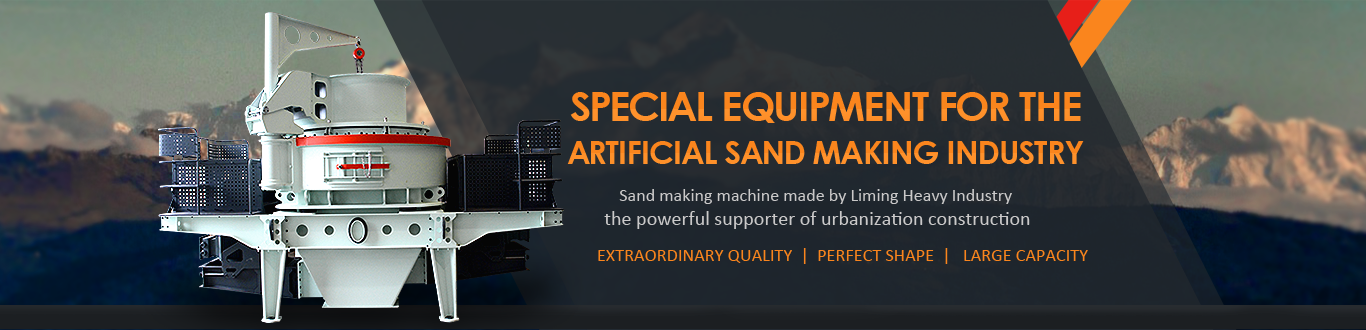 SPECIAL EQUIPMENT FOR THE
ARTIFICIAL SAND MAKING INDUSTRY
Sand making machine made by Liming Heavy Industry
the powerful supporter of urbanization construction
EXTRAORDINARY QUALITY | PERFECT SHAPE | LARGE CAPACITY